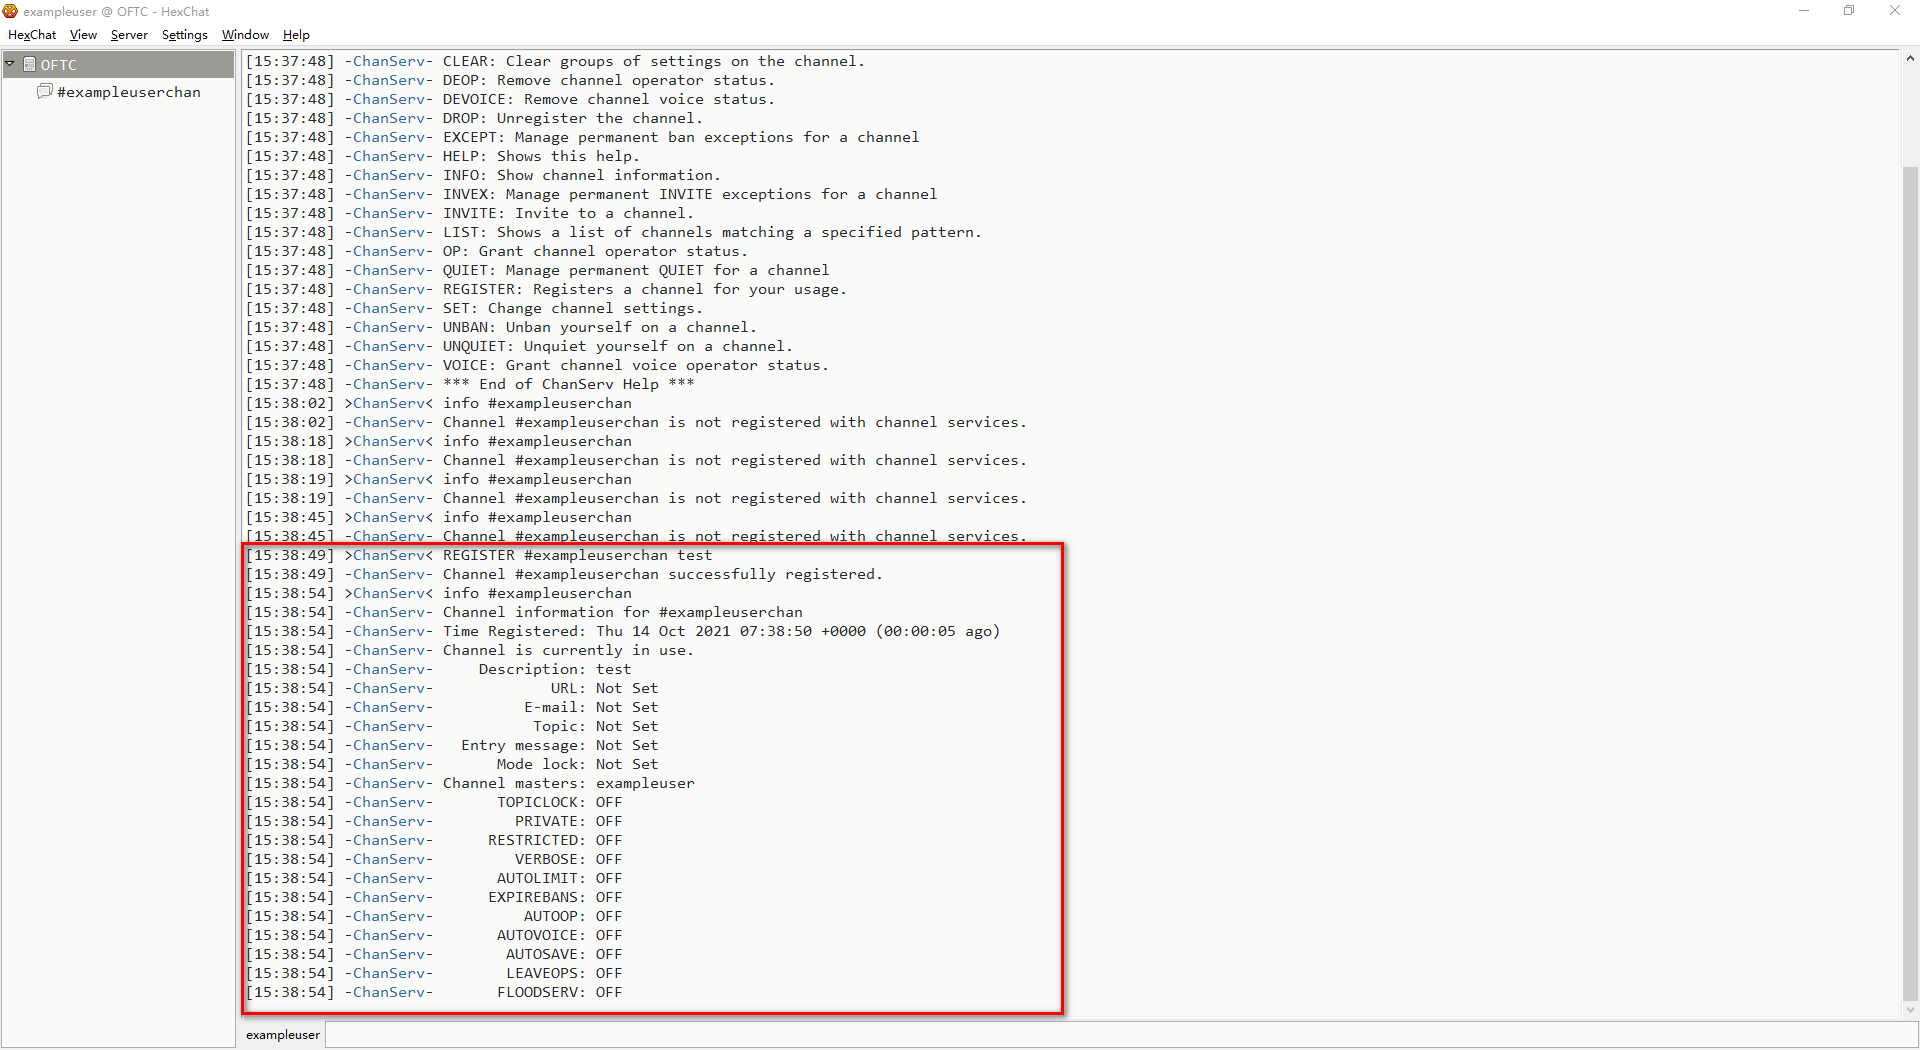 exampleuser @ OFTC - HexChat
HexChat View Server Settings Window Help
OFTC
#exampleuserchan
[15:37:48] -ChanServ- CLEAR: Clear groups of settings on the channel.
[15:37:48] -ChanServ- DEOP: Remove channel operator status.
[15:37:48] -ChanServ- DEVOICE: Remove channel voice status.
[15:37:48] -ChanServ- DROP: Unregister the channel.
[15:37:48] -ChanServ- EXCEPT: Manage permanent ban exceptions for a channel
[15:37:48] -ChanServ- HELP: Shows this help.
[15:37:48] -ChanServ- INFO: Show channel information.
[15:37:48] -ChanServ- INVEX: Manage permanent INVITE exceptions for a channel
[15:37:48] -ChanServ- INVITE: Invite to a channel.
[15:37:48] -ChanServ- LIST: Shows a list of channels matching a specified pattern.
[15:37:48] -ChanServ- OP: Grant channel operator status.
[15:37:48] -ChanServ- QUIET: Manage permanent QUIET for a channel
[15:37:48] -ChanServ- REGISTER: Registers a channel for your usage.
[15:37:48] -ChanServ- SET: Change channel settings.
[15:37:48] -ChanServ- UNBAN: Unban yourself on a channel.
[15:37:48] -ChanServ- UNQUIET: Unquiet yourself on a channel.
[15:37:48] -ChanServ- VOICE: Grant channel voice operator status.
[15:37:48] -ChanServ- *** End of ChanServ Help ***
[15:38:02] >ChanServ< info #exampleuserchan
[15:38:02] -ChanServ- Channel #exampleuserchan is not registered with channel services.
[15:38:18] >ChanServ< info #exampleuserchan
[15:38:18] -ChanServ- Channel #exampleuserchan is not registered with channel services.
[15:38:19] >ChanServ< info #exampleuserchan
[15:38:19] -ChanServ- Channel #exampleuserchan is not registered with channel services.
[15:38:45] >ChanServ< info #exampleuserchan
[15:38:45] -ChanServ- Channel #exampleuserchan is not registered with channel services.
[15:38:49] >ChanServ< REGISTER #exampleuserchan test
[15:38:49] -ChanServ- Channel #exampleuserchan successfully registered.
[15:38:54] >ChanServ< info #exampleuserchan
[15:38:54] -ChanServ- Channel information for #exampleuserchan
[15:38:54] -ChanServ- Time Registered: Thu 14 Oct 2021 07:38:50 +0000 (00:00:05 ago)
[15:38:54] -ChanServ- Channel is currently in use.
[15:38:54] -ChanServ- Description: test
[15:38:54] -ChanServ- URL: Not Set
[15:38:54] -ChanServ- E-mail: Not Set
[15:38:54] -ChanServ- Topic: Not Set
[15:38:54] -ChanServ- Entry message: Not Set
[15:38:54] -ChanServ- Mode lock: Not Set
[15:38:54] -ChanServ- Channel masters: exampleuser
[15:38:54] -ChanServ- TOPICLOCK: OFF
[15:38:54] -ChanServ- PRIVATE: OFF
[15:38:54] -ChanServ- RESTRICTED: OFF
[15:38:54] -ChanServ- VERBOSE: OFF
[15:38:54] -ChanServ- AUTOLIMIT: OFF
[15:38:54] -ChanServ- EXPIREBANS: OFF
[15:38:54] -ChanServ- AUTOOP: OFF
[15:38:54] -ChanServ- AUTOVOICE: OFF
[15:38:54] -ChanServ- AUTOSAVE: OFF
[15:38:54] -ChanServ- LEAVEOPS: OFF
[15:38:54] -ChanServ- FLOODSERV: OFF
exampleuser